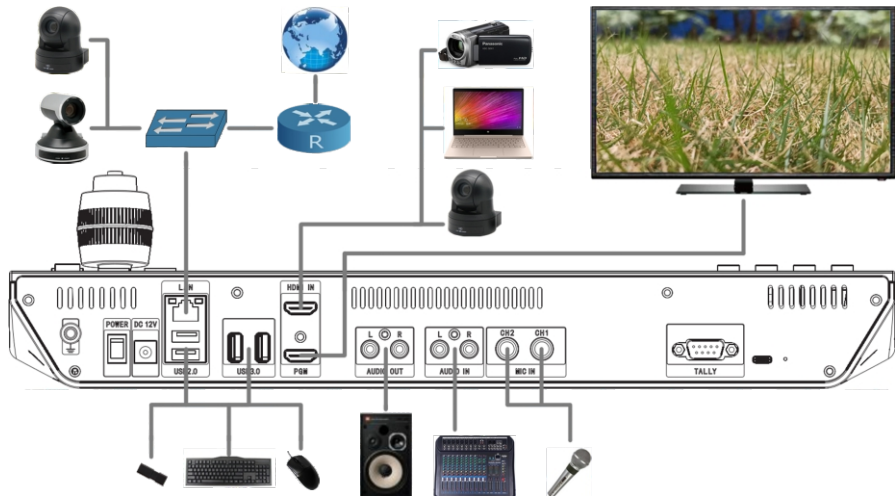 Panasonic
R
LAN
HDMI IN
POWER
DC 12V
USB2.0
USB3.0
PGM
L
R
AUDIO OUT
L
R
AUDIO IN
CH2
CH1
MIC IN
TALLY